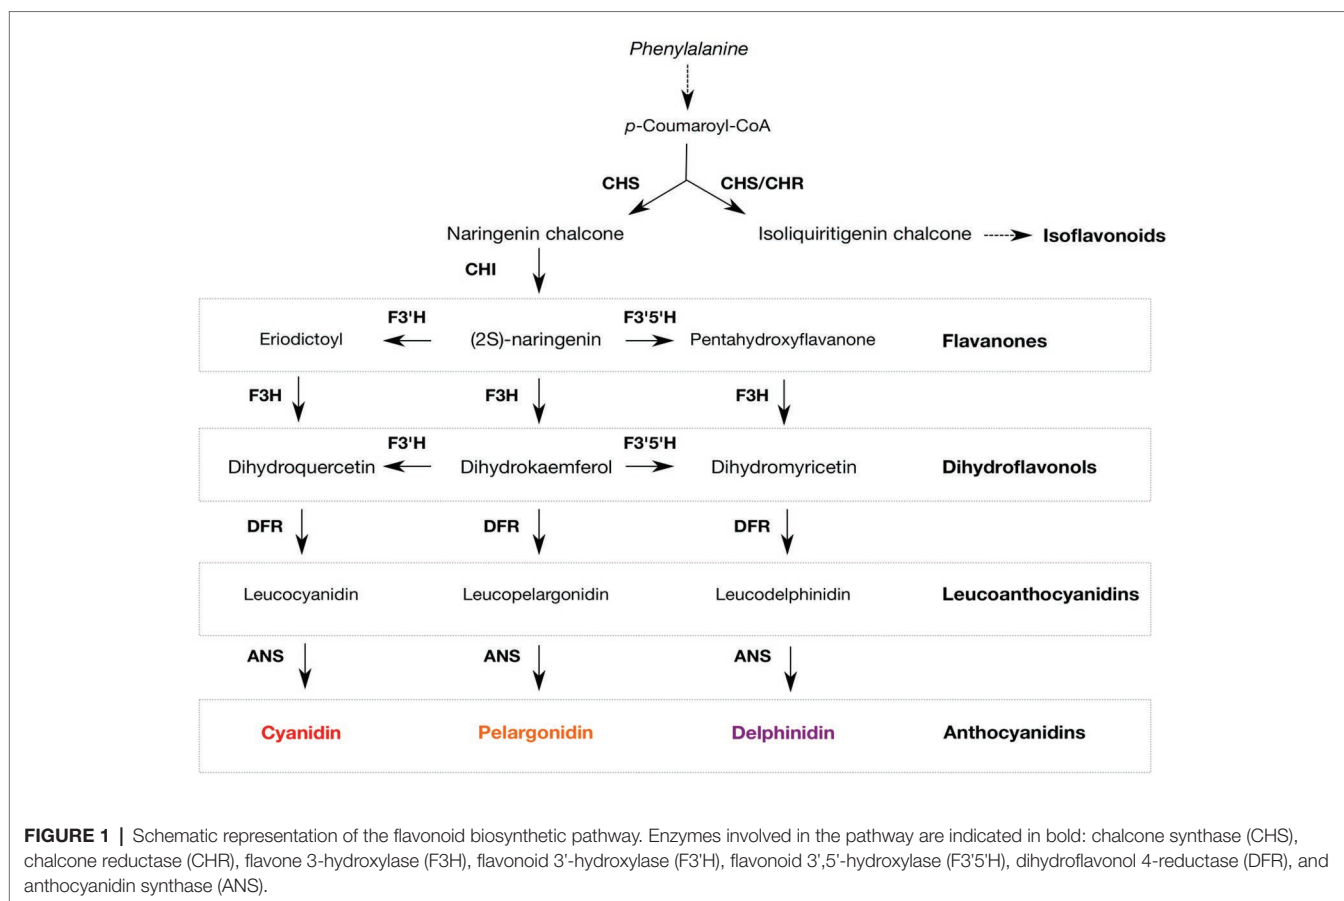 Phenylalanine
p-Coumaroyl-CoA
CHS CHS/CHR
Naringenin chalcone Isoliquiritigenin chalcone Isoflavonoids
CHI
F3'H F3'5'H
Eriodictoyl (2S)-naringenin Pentahydroxyflavanone Flavanones
F3H F3H F3H
F3'H F3'5'H
Dihydroquercetin Dihydrokaemferol Dihydromyricetin Dihydroflavonols
DFR DFR DFR
Leucocyanidin Leucopelargonidin Leucodelphinidin Leucoanthocyanidins
ANS ANS ANS
Cyanidin Pelargonidin Delphinidin Anthocyanidins
FIGURE 1 | Schematic representation of the flavonoid biosynthetic pathway. Enzymes involved in the pathway are indicated in bold: chalcone synthase (CHS),
chalcone reductase (CHR), flavone 3-hydroxylase (F3H), flavonoid 3'-hydroxylase (F3'H), flavonoid 3',5'-hydroxylase (F3'5'H), dihydroflavonol 4-reductase (DFR), and
anthocyanidin synthase (ANS).